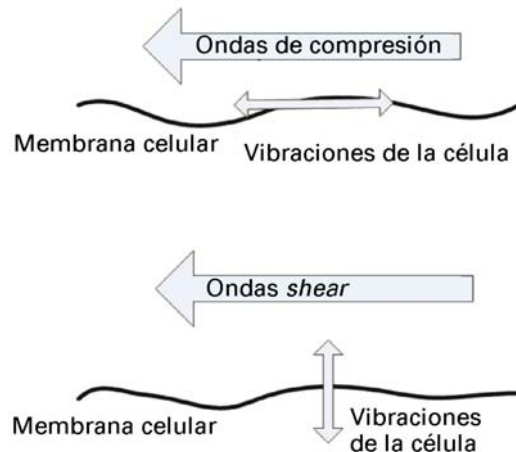 Ondas de compresión
Membrana celular
Vibraciones de la célula
Ondas shear
Membrana celular
Vibraciones
de la célula